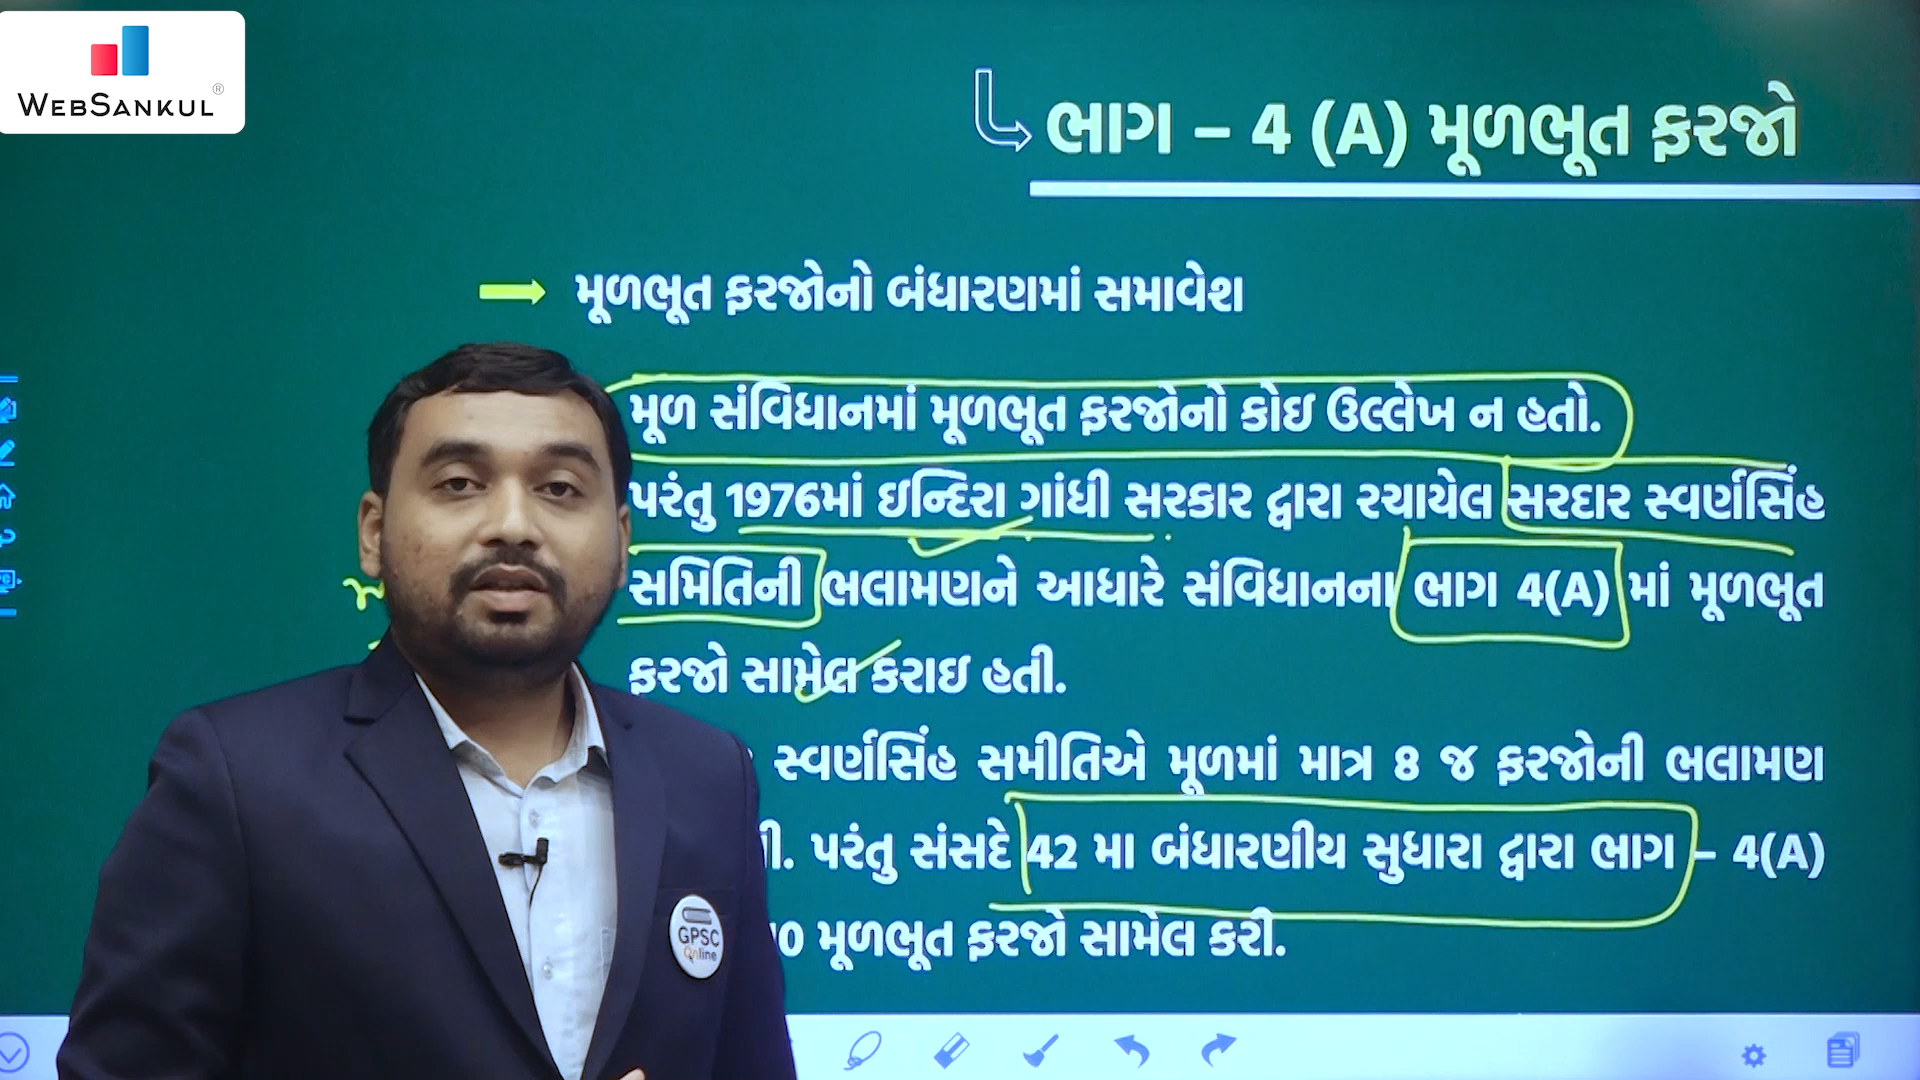 WEBSANKUL®
ભાગ – 4 (A) મૂળભૂત ફરજો
મૂળભૂત ફરજોનો બંધારણમાં સમાવેશ
મૂળ સંવિધાનમાં મૂળભૂત ફરજોનો કોઇ ઉલ્લેખ ન હતો.
પરંતુ 1976માં ઇન્દિરા ગાંધી સરકાર દ્વારા રચાયેલ સરદાર સ્વર્ણસિંહ
સમિતિની ભલામણને આધારે સંવિધાનના ભાગ 4(A) માં મૂળભૂત
ફરજો સામેલ કરાઇ હતી.
સ્વર્ણસિંહ સમીતિએ મૂળમાં માત્ર 8 જ ફરજોની ભલામણ
પરંતુ સંસદે 42 મા બંધારણીય સુધારા દ્વારા ભાગ – 4(A)
10 મૂળભૂત ફરજો સામેલ કરી.
GPSC
Online